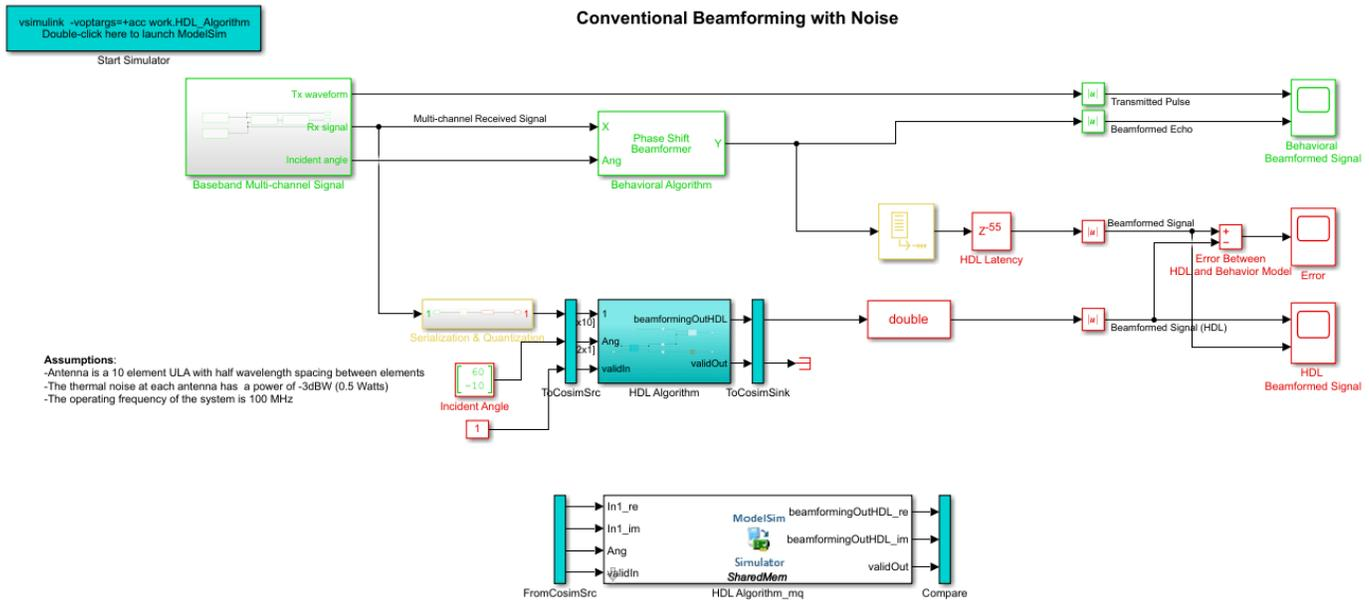 Conventional Beamforming with Noise
vsimulink -voptargs=+acc work.HDL_Algorithm
Double-click here to launch ModelSim
Start Simulator
Tx waveform
Rx signal
Incident angle
Baseband Multi-channel Signal
Multi-channel Received Signal
X
Ang
Phase Shift
Beamformer
Y
Behavioral Algorithm
|u|
Transmitted Pulse
|u|
Beamformed Echo
Behavioral
Beamformed Signal
Z-55
HDL Latency
|u|
Beamformed Signal
+
−
Error Between
HDL and Behavior Model
Error
1
1
Serialization & Quantization
x10]
2x1]
ToCosimSrc
1
Ang
validIn
beamformingOutHDL
validOut
HDL Algorithm
ToCosimSink
double
|u|
Beamformed Signal (HDL)
HDL
Beamformed Signal
60
−10
Incident Angle
1
Assumptions:
-Antenna is a 10 element ULA with half wavelength spacing between elements
-The thermal noise at each antenna has a power of -3dBW (0.5 Watts)
-The operating frequency of the system is 100 MHz
In1_re
In1_im
Ang
validIn
ModelSim
Simulator
SharedMem
beamformingOutHDL_re
beamformingOutHDL_im
validOut
FromCosimSrc
HDL Algorithm_mq
Compare